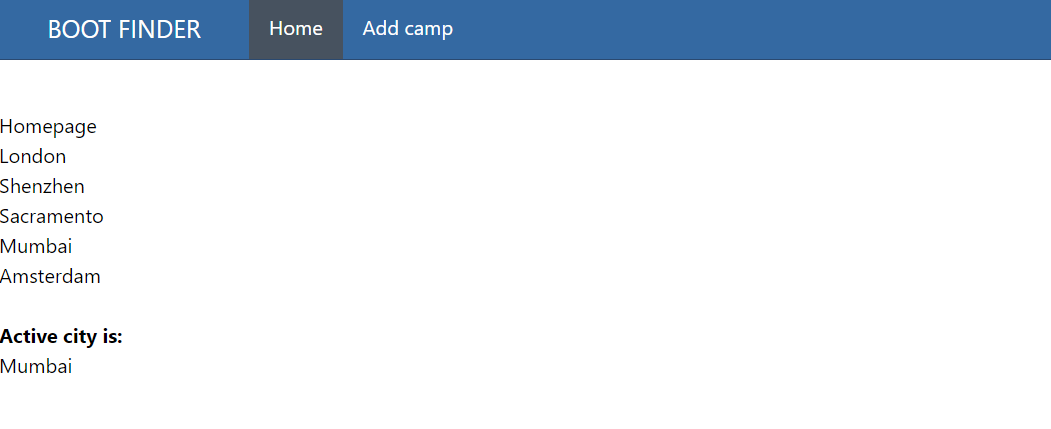 BOOT FINDER Home Add camp
Homepage
London
Shenzhen
Sacramento
Mumbai
Amsterdam
Active city is:
Mumbai